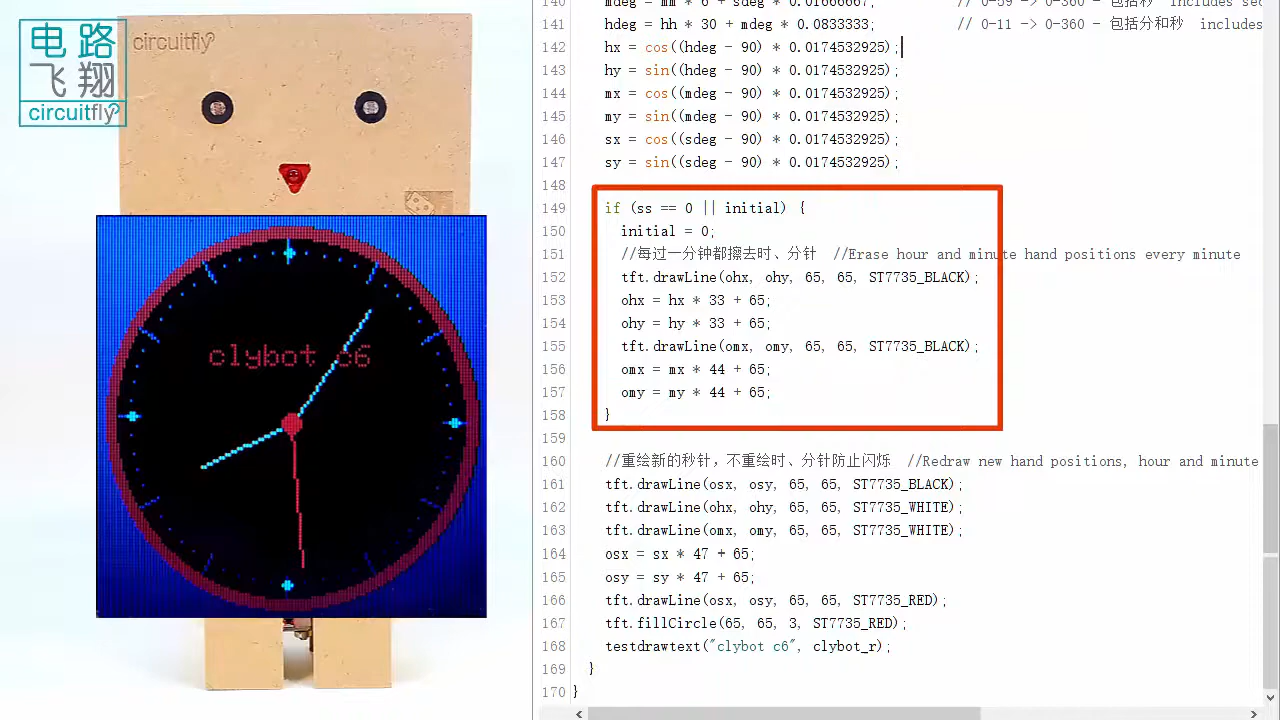 电路
飞翔
circuitfly
circuitfly
clybot c6
141 hdeg = hh * 30 + mdeg * 0.0833333; // 0-11 -> 0-360 - 包括分和秒 includes
142 hx = cos((hdeg - 90) * 0.0174532925);
143 hy = sin((hdeg - 90) * 0.0174532925);
144 mx = cos((mdeg - 90) * 0.0174532925);
145 my = sin((mdeg - 90) * 0.0174532925);
146 sx = cos((sdeg - 90) * 0.0174532925);
147 sy = sin((sdeg - 90) * 0.0174532925);
148
149 if (ss == 0 || initial) {
150 initial = 0;
151 //每过一分钟都擦去时、分针 //Erase hour and minute hand positions every minute
152 tft.drawLine(ohx, ohy, 65, 65, ST7735_BLACK);
153 ohx = hx * 33 + 65;
154 ohy = hy * 33 + 65;
155 tft.drawLine(omx, omy, 65, 65, ST7735_BLACK);
156 omx = mx * 44 + 65;
157 omy = my * 44 + 65;
}
159
160 //重绘新的秒针，不重绘时、分针防止闪烁 //Redraw new hand positions, hour and minute
161 tft.drawLine(osx, osy, 65, 65, ST7735_BLACK);
162 tft.drawLine(ohx, ohy, 65, 65, ST7735_WHITE);
163 tft.drawLine(omx, omy, 65, 65, ST7735_WHITE);
164 osx = sx * 47 + 65;
165 osy = sy * 47 + 65;
166 tft.drawLine(osx, osy, 65, 65, ST7735_RED);
167 tft.fillCircle(65, 65, 3, ST7735_RED);
168 testdrawtext("clybot c6", clybot_r);
169 }
170 }